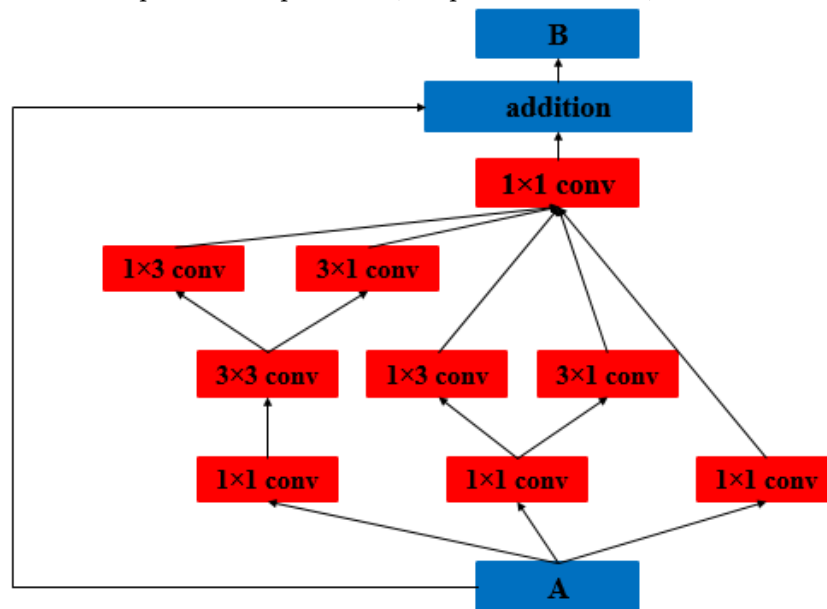 B
addition
1×1 conv
1×3 conv 3×1 conv
3×3 conv 1×3 conv 3×1 conv
1×1 conv 1×1 conv 1×1 conv
A